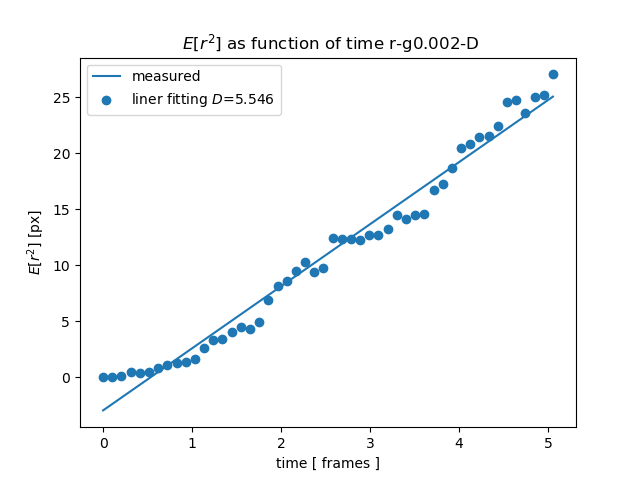 E[r²] as function of time r-g0.002-D
measured
liner fitting D=5.546
E[r²] [px]
25
20
15
10
5
0
0 1 2 3 4 5
time [ frames ]